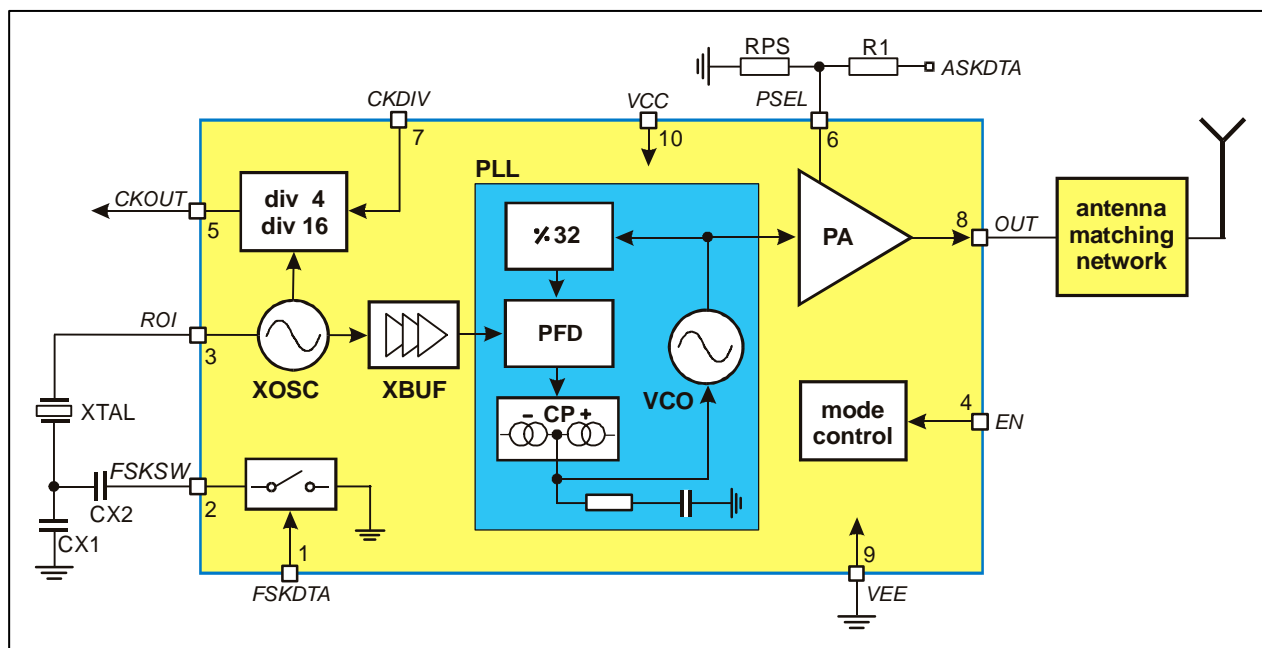 RPS
R1
ASKDTA
CKDIV
VCC
PSEL
7
10
6
PLL
CKOUT
5
div 4
div 16
٪32
PA
8
OUT
antenna
matching
network
ROI
3
XOSC
XBUF
PFD
VCO
XTAL
- CP +
mode
control
4
EN
FSKSW
2
CX2
CX1
1
FSKDTA
9
VEE